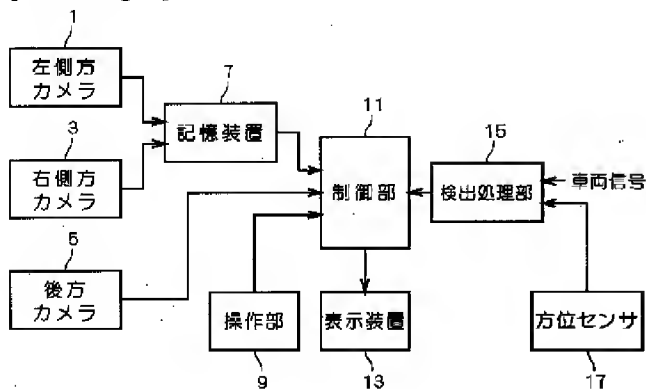 1
左側方
カメラ
3
右側方
カメラ
5
後方
カメラ
7
記憶装置
11
制御部
15
検出処理部
車両信号
操作部
9
表示装置
13
方位センサ
17